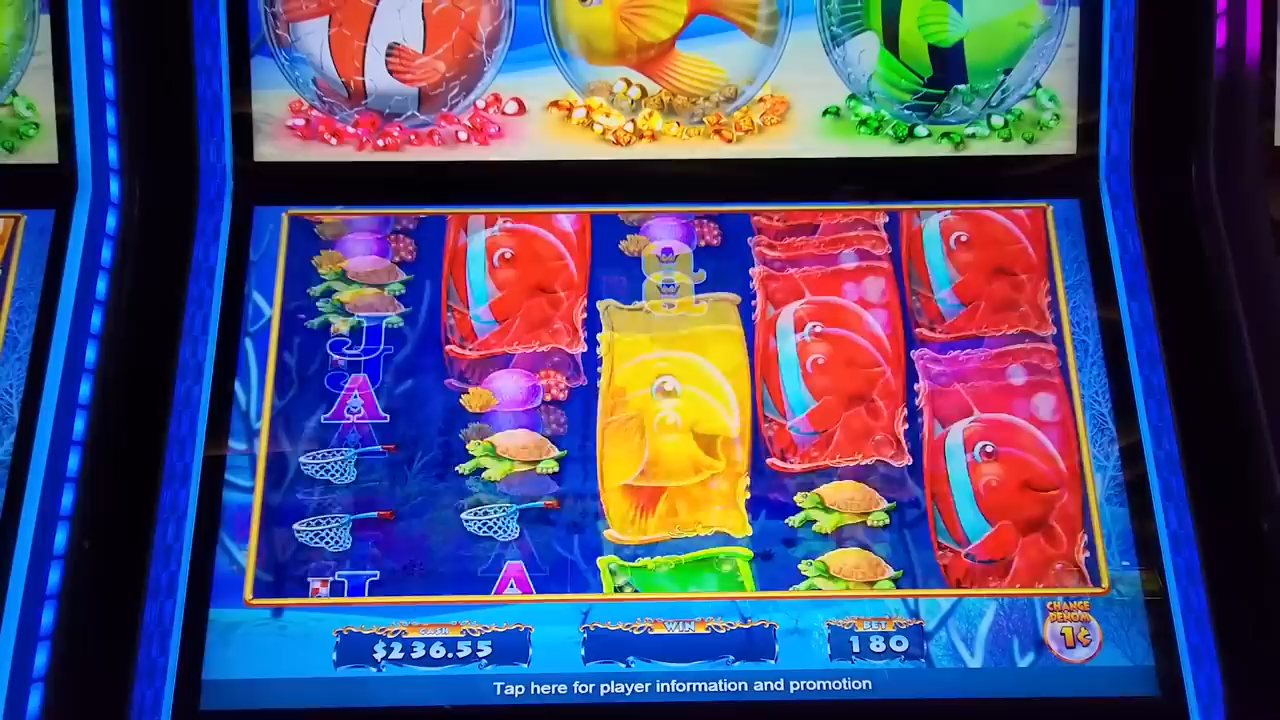 J
A
J
A
CASH
$236.55
WIN
BET
180
CHANGE
DENOM
1¢
Tap here for player information and promotion